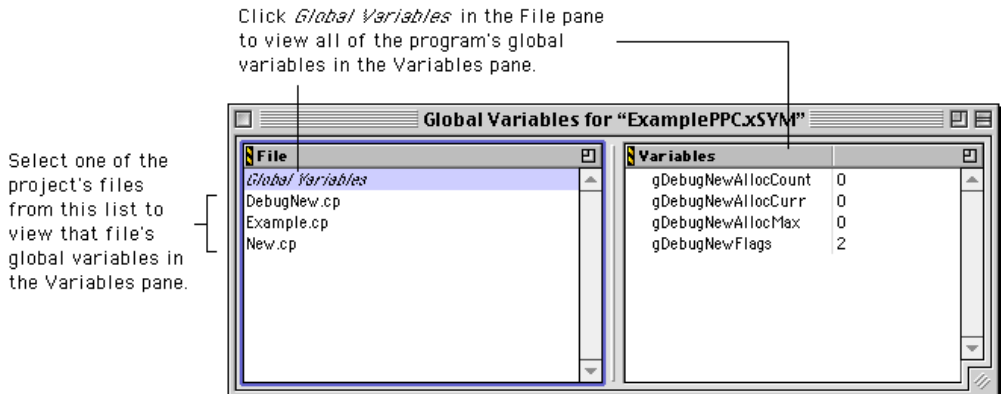 Click Global Variables in the File pane
to view all of the program's global
variables in the Variables pane.
Global Variables for “ExamplePPC.xSYM”
Select one of the
project's files
from this list to
view that file's
global variables in
the Variables pane.
File
Global Variables
DebugNew.cp
Example.cp
New.cp
Variables
gDebugNewAllocCount 0
gDebugNewAllocCurr 0
gDebugNewAllocMax 0
gDebugNewFlags 2